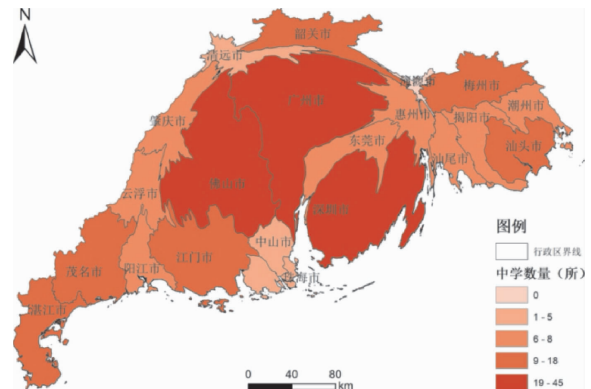 N
韶关市
清远市
广州市
河源市
梅州市
潮州市
肇庆市
惠州市
揭阳市
东莞市
汕头市
汕尾市
佛山市
云浮市
深圳市
中山市
江门市
阳江市
茂名市
珠海市
湛江市
图例
行政区界线
中学数量（所）
0
1 - 5
6 - 8
9 - 18
19 - 45
0 40 80
km